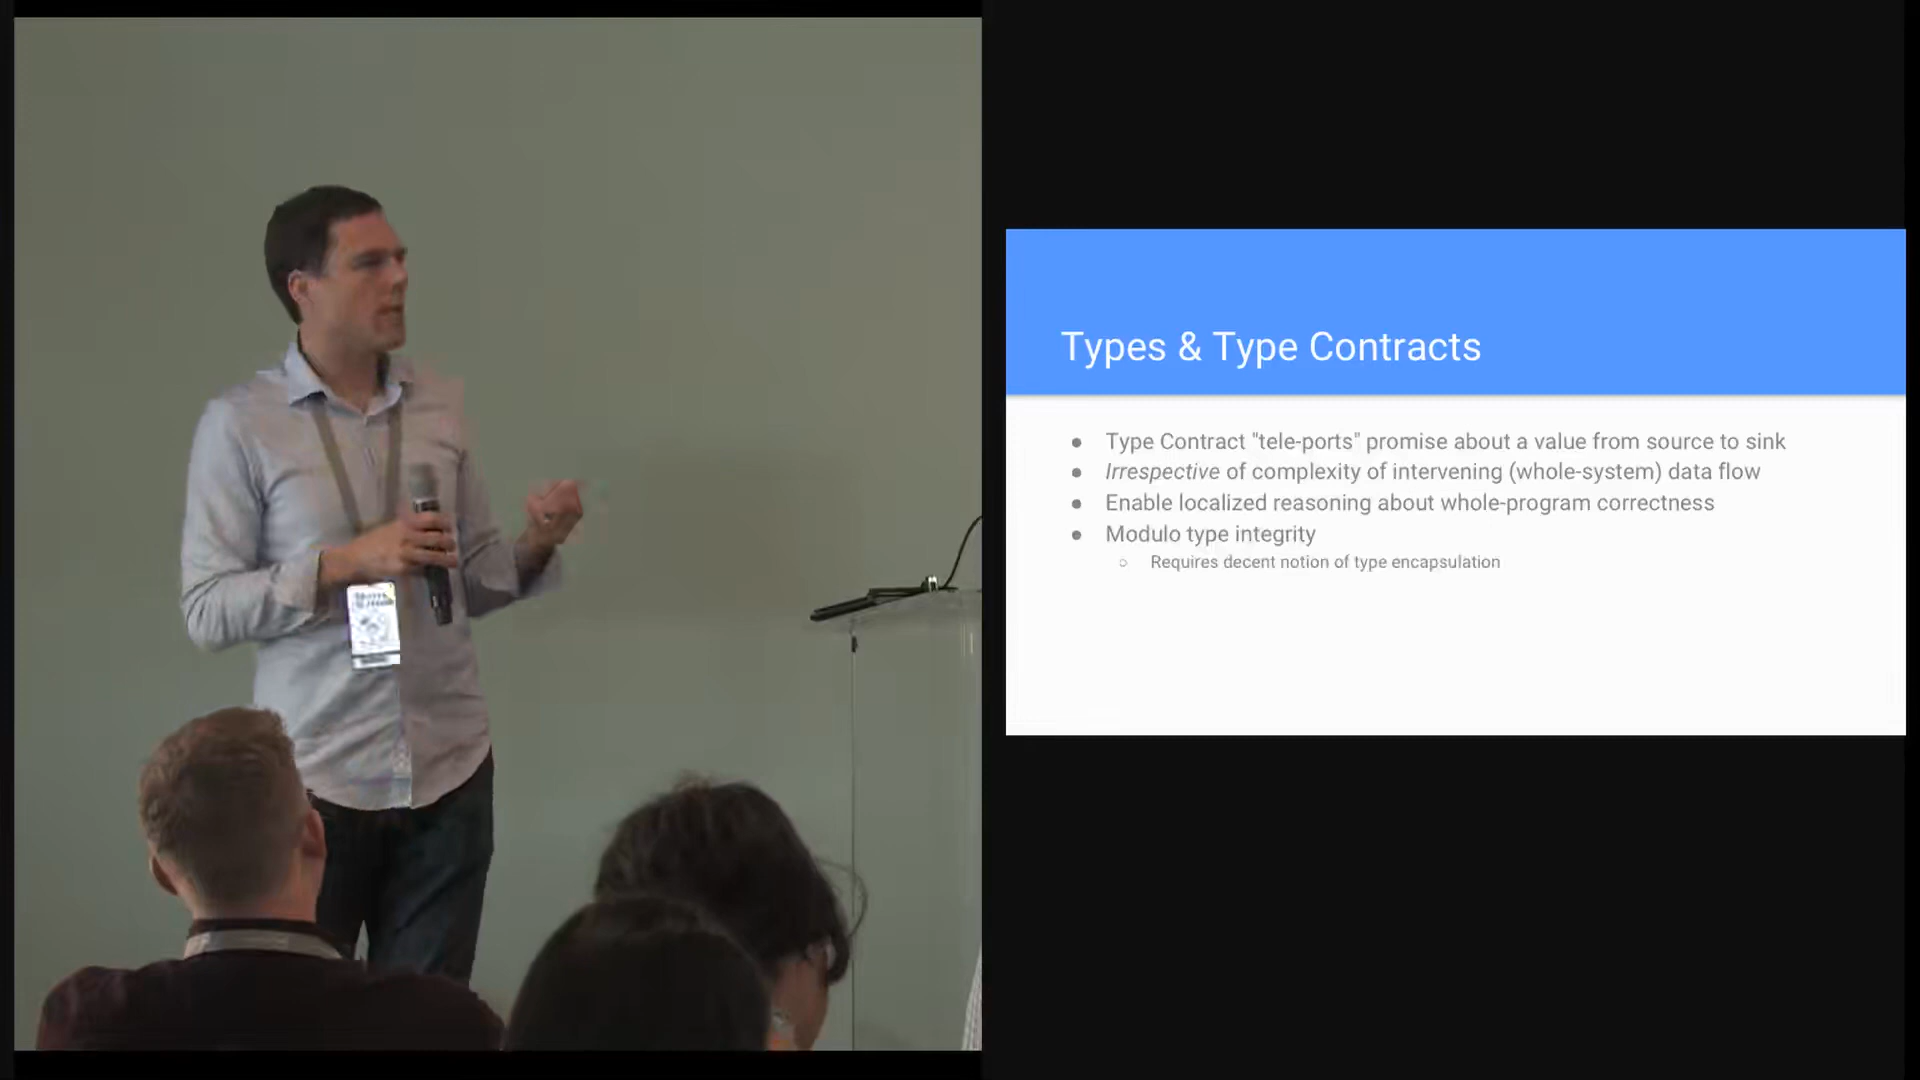 Types & Type Contracts
● Type Contract "tele-ports" promise about a value from source to sink
● Irrespective of complexity of intervening (whole-system) data flow
● Enable localized reasoning about whole-program correctness
● Modulo type integrity
○ Requires decent notion of type encapsulation